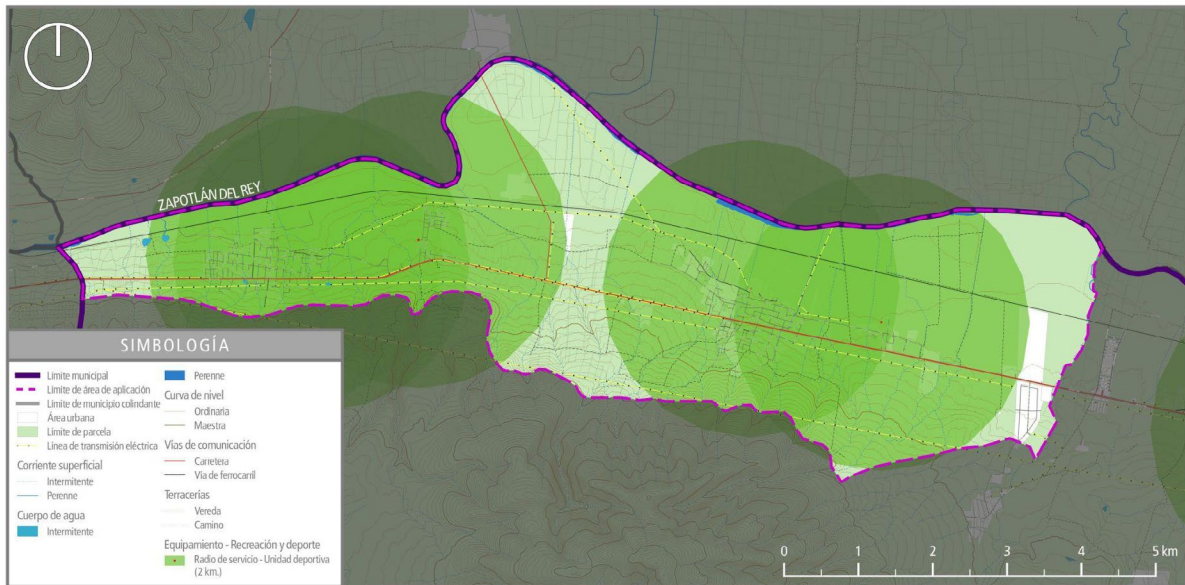 ZAPOTLÁN DEL REY
SIMBOLOGÍA
Límite municipal
Límite de área de aplicación
Límite de municipio colindante
Área urbana
Límite de parcela
Línea de transmisión eléctrica
Corriente superficial
Intermitente
Perenne
Cuerpo de agua
Intermitente
Perenne
Curva de nivel
Ordinaria
Maestra
Vías de comunicación
Carretera
Vía de ferrocarril
Terracerías
Vereda
Camino
Equipamiento - Recreación y deporte
Radio de servicio - Unidad deportiva
(2 km.)
0 1 2 3 4 5 km